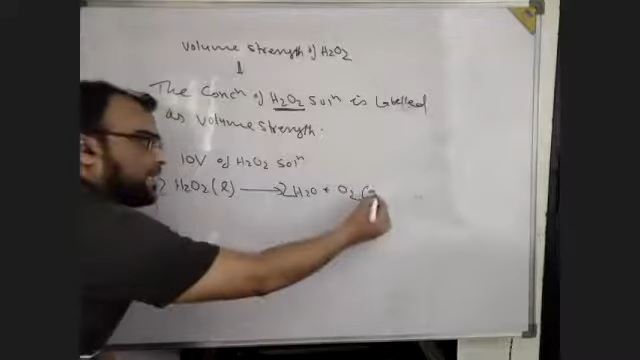 volume strength of H2O2
↓
The Concn of H2O2 soln is labelled
as volume strength.
10V of H2O2 soln
2 H2O2 (l) → 2 H2O + O2 (